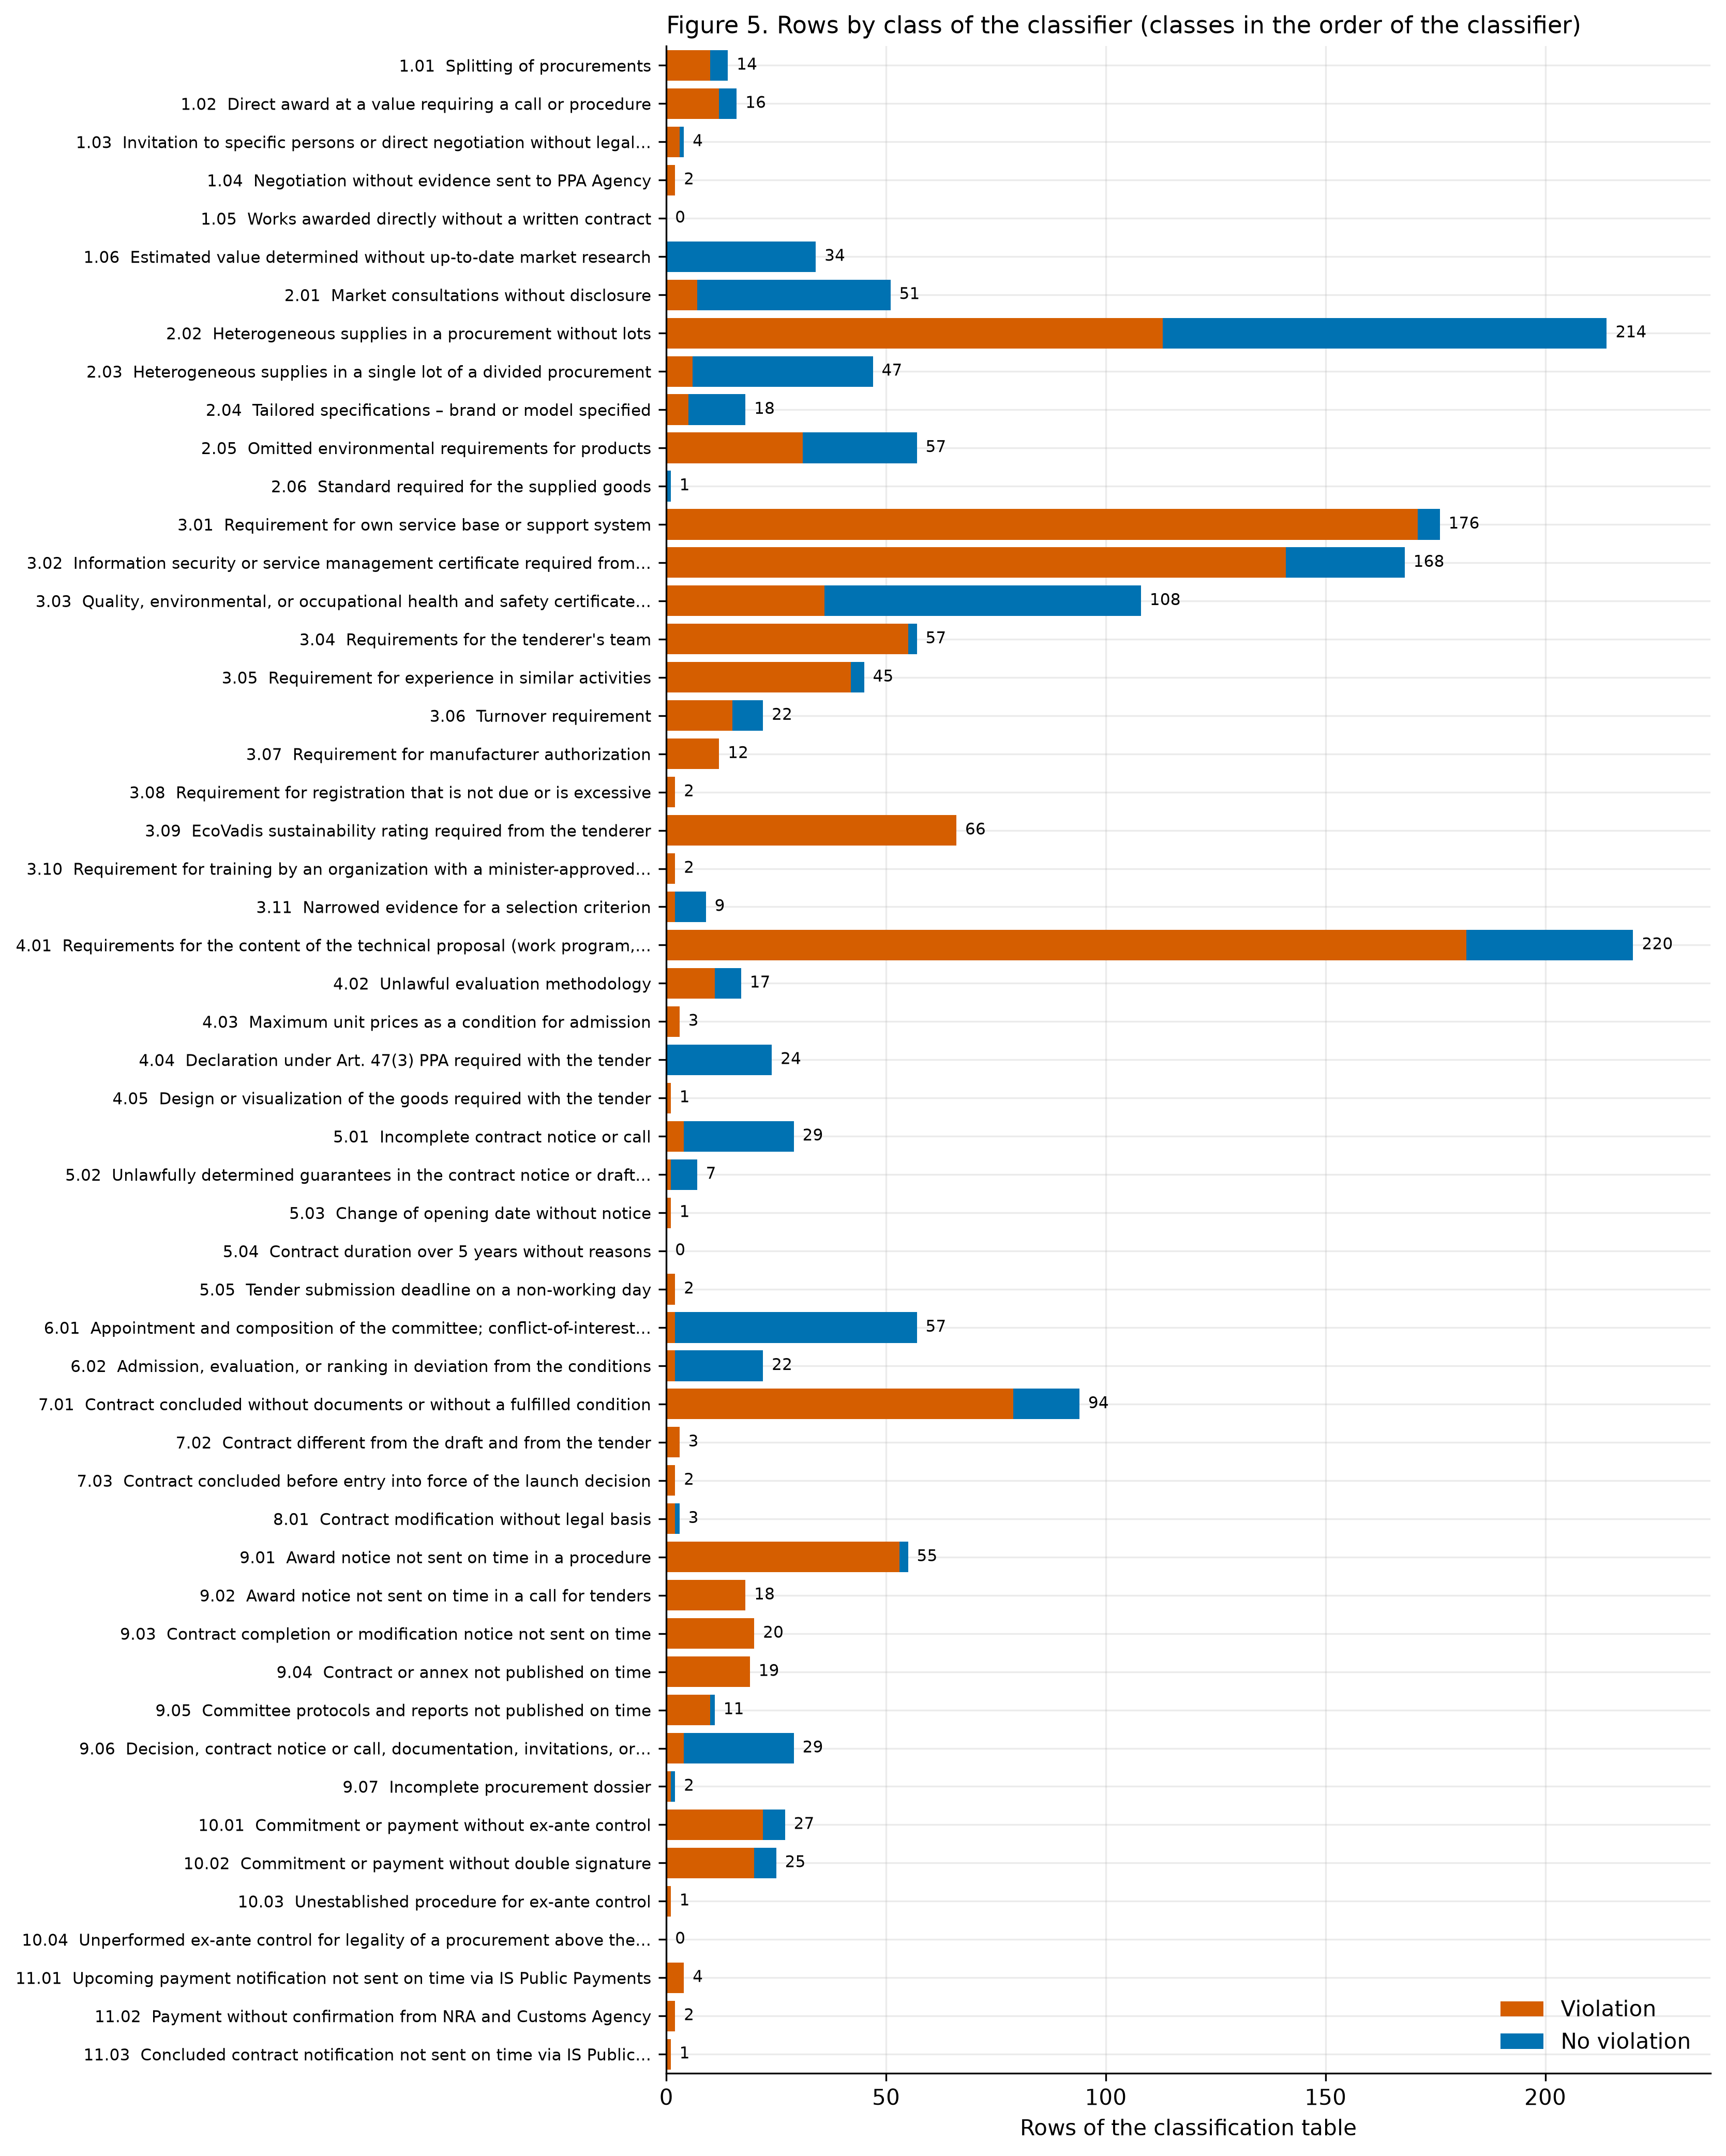 Figure 5. Rows by class of the classifier (classes in the order of the classifier)
1.01 Splitting of procurements 14
1.02 Direct award at a value requiring a call or procedure 16
1.03 Invitation to specific persons or direct negotiation without legal… 4
1.04 Negotiation without evidence sent to PPA Agency 2
1.05 Works awarded directly without a written contract 0
1.06 Estimated value determined without up-to-date market research 34
2.01 Market consultations without disclosure 51
2.02 Heterogeneous supplies in a procurement without lots 214
2.03 Heterogeneous supplies in a single lot of a divided procurement 47
2.04 Tailored specifications – brand or model specified 18
2.05 Omitted environmental requirements for products 57
2.06 Standard required for the supplied goods 1
3.01 Requirement for own service base or support system 176
3.02 Information security or service management certificate required from… 168
3.03 Quality, environmental, or occupational health and safety certificate… 108
3.04 Requirements for the tenderer's team 57
3.05 Requirement for experience in similar activities 45
3.06 Turnover requirement 22
3.07 Requirement for manufacturer authorization 12
3.08 Requirement for registration that is not due or is excessive 2
3.09 EcoVadis sustainability rating required from the tenderer 66
3.10 Requirement for training by an organization with a minister-approved… 2
3.11 Narrowed evidence for a selection criterion 9
4.01 Requirements for the content of the technical proposal (work program,… 220
4.02 Unlawful evaluation methodology 17
4.03 Maximum unit prices as a condition for admission 3
4.04 Declaration under Art. 47(3) PPA required with the tender 24
4.05 Design or visualization of the goods required with the tender 1
5.01 Incomplete contract notice or call 29
5.02 Unlawfully determined guarantees in the contract notice or draft… 7
5.03 Change of opening date without notice 1
5.04 Contract duration over 5 years without reasons 0
5.05 Tender submission deadline on a non-working day 2
6.01 Appointment and composition of the committee; conflict-of-interest… 57
6.02 Admission, evaluation, or ranking in deviation from the conditions 22
7.01 Contract concluded without documents or without a fulfilled condition 94
7.02 Contract different from the draft and from the tender 3
7.03 Contract concluded before entry into force of the launch decision 2
8.01 Contract modification without legal basis 3
9.01 Award notice not sent on time in a procedure 55
9.02 Award notice not sent on time in a call for tenders 18
9.03 Contract completion or modification notice not sent on time 20
9.04 Contract or annex not published on time 19
9.05 Committee protocols and reports not published on time 11
9.06 Decision, contract notice or call, documentation, invitations, or… 29
9.07 Incomplete procurement dossier 2
10.01 Commitment or payment without ex-ante control 27
10.02 Commitment or payment without double signature 25
10.03 Unestablished procedure for ex-ante control 1
10.04 Unperformed ex-ante control for legality of a procurement above the… 0
11.01 Upcoming payment notification not sent on time via IS Public Payments 4
11.02 Payment without confirmation from NRA and Customs Agency 2
11.03 Concluded contract notification not sent on time via IS Public… 1
Violation
No violation
0 50 100 150 200
Rows of the classification table